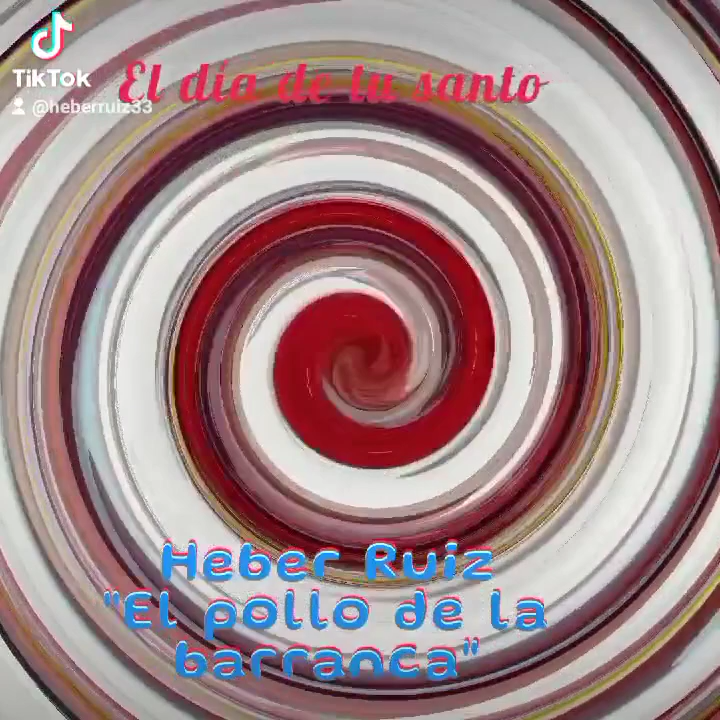 TikTok
El día de tu santo
@heberruiz33
Heber Ruiz
"El pollo de la
barranca"